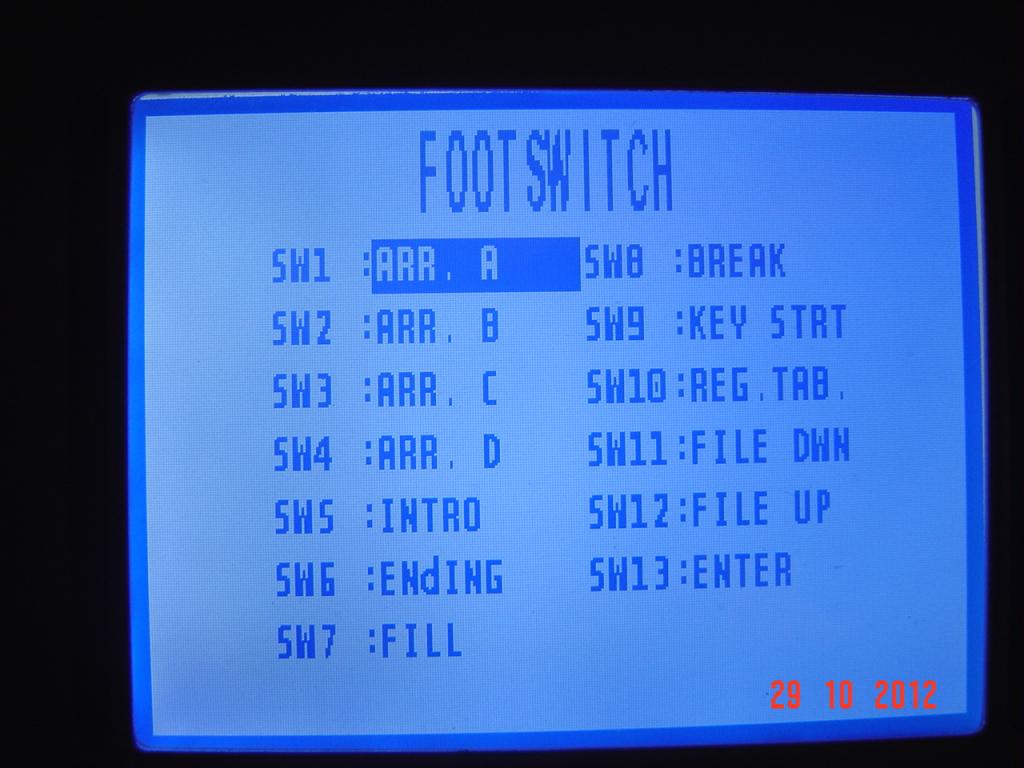 FOOTSWITCH
SW1 :ARR. A
SW2 :ARR. B
SW3 :ARR. C
SW4 :ARR. D
SW5 :INTRO
SW6 :ENdING
SW7 :FILL
SW8 :BREAK
SW9 :KEY STRT
SW10:REG.TAB.
SW11:FILE DWN
SW12:FILE UP
SW13:ENTER
29 10 2012